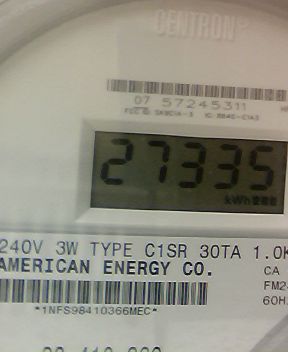 CENTRON®
07 57245311
27335
kWh
240V 3W TYPE C1SR 30TA 1.0K
AMERICAN ENERGY CO.
CA
FM2
60H
*1NFS98410366MEC*